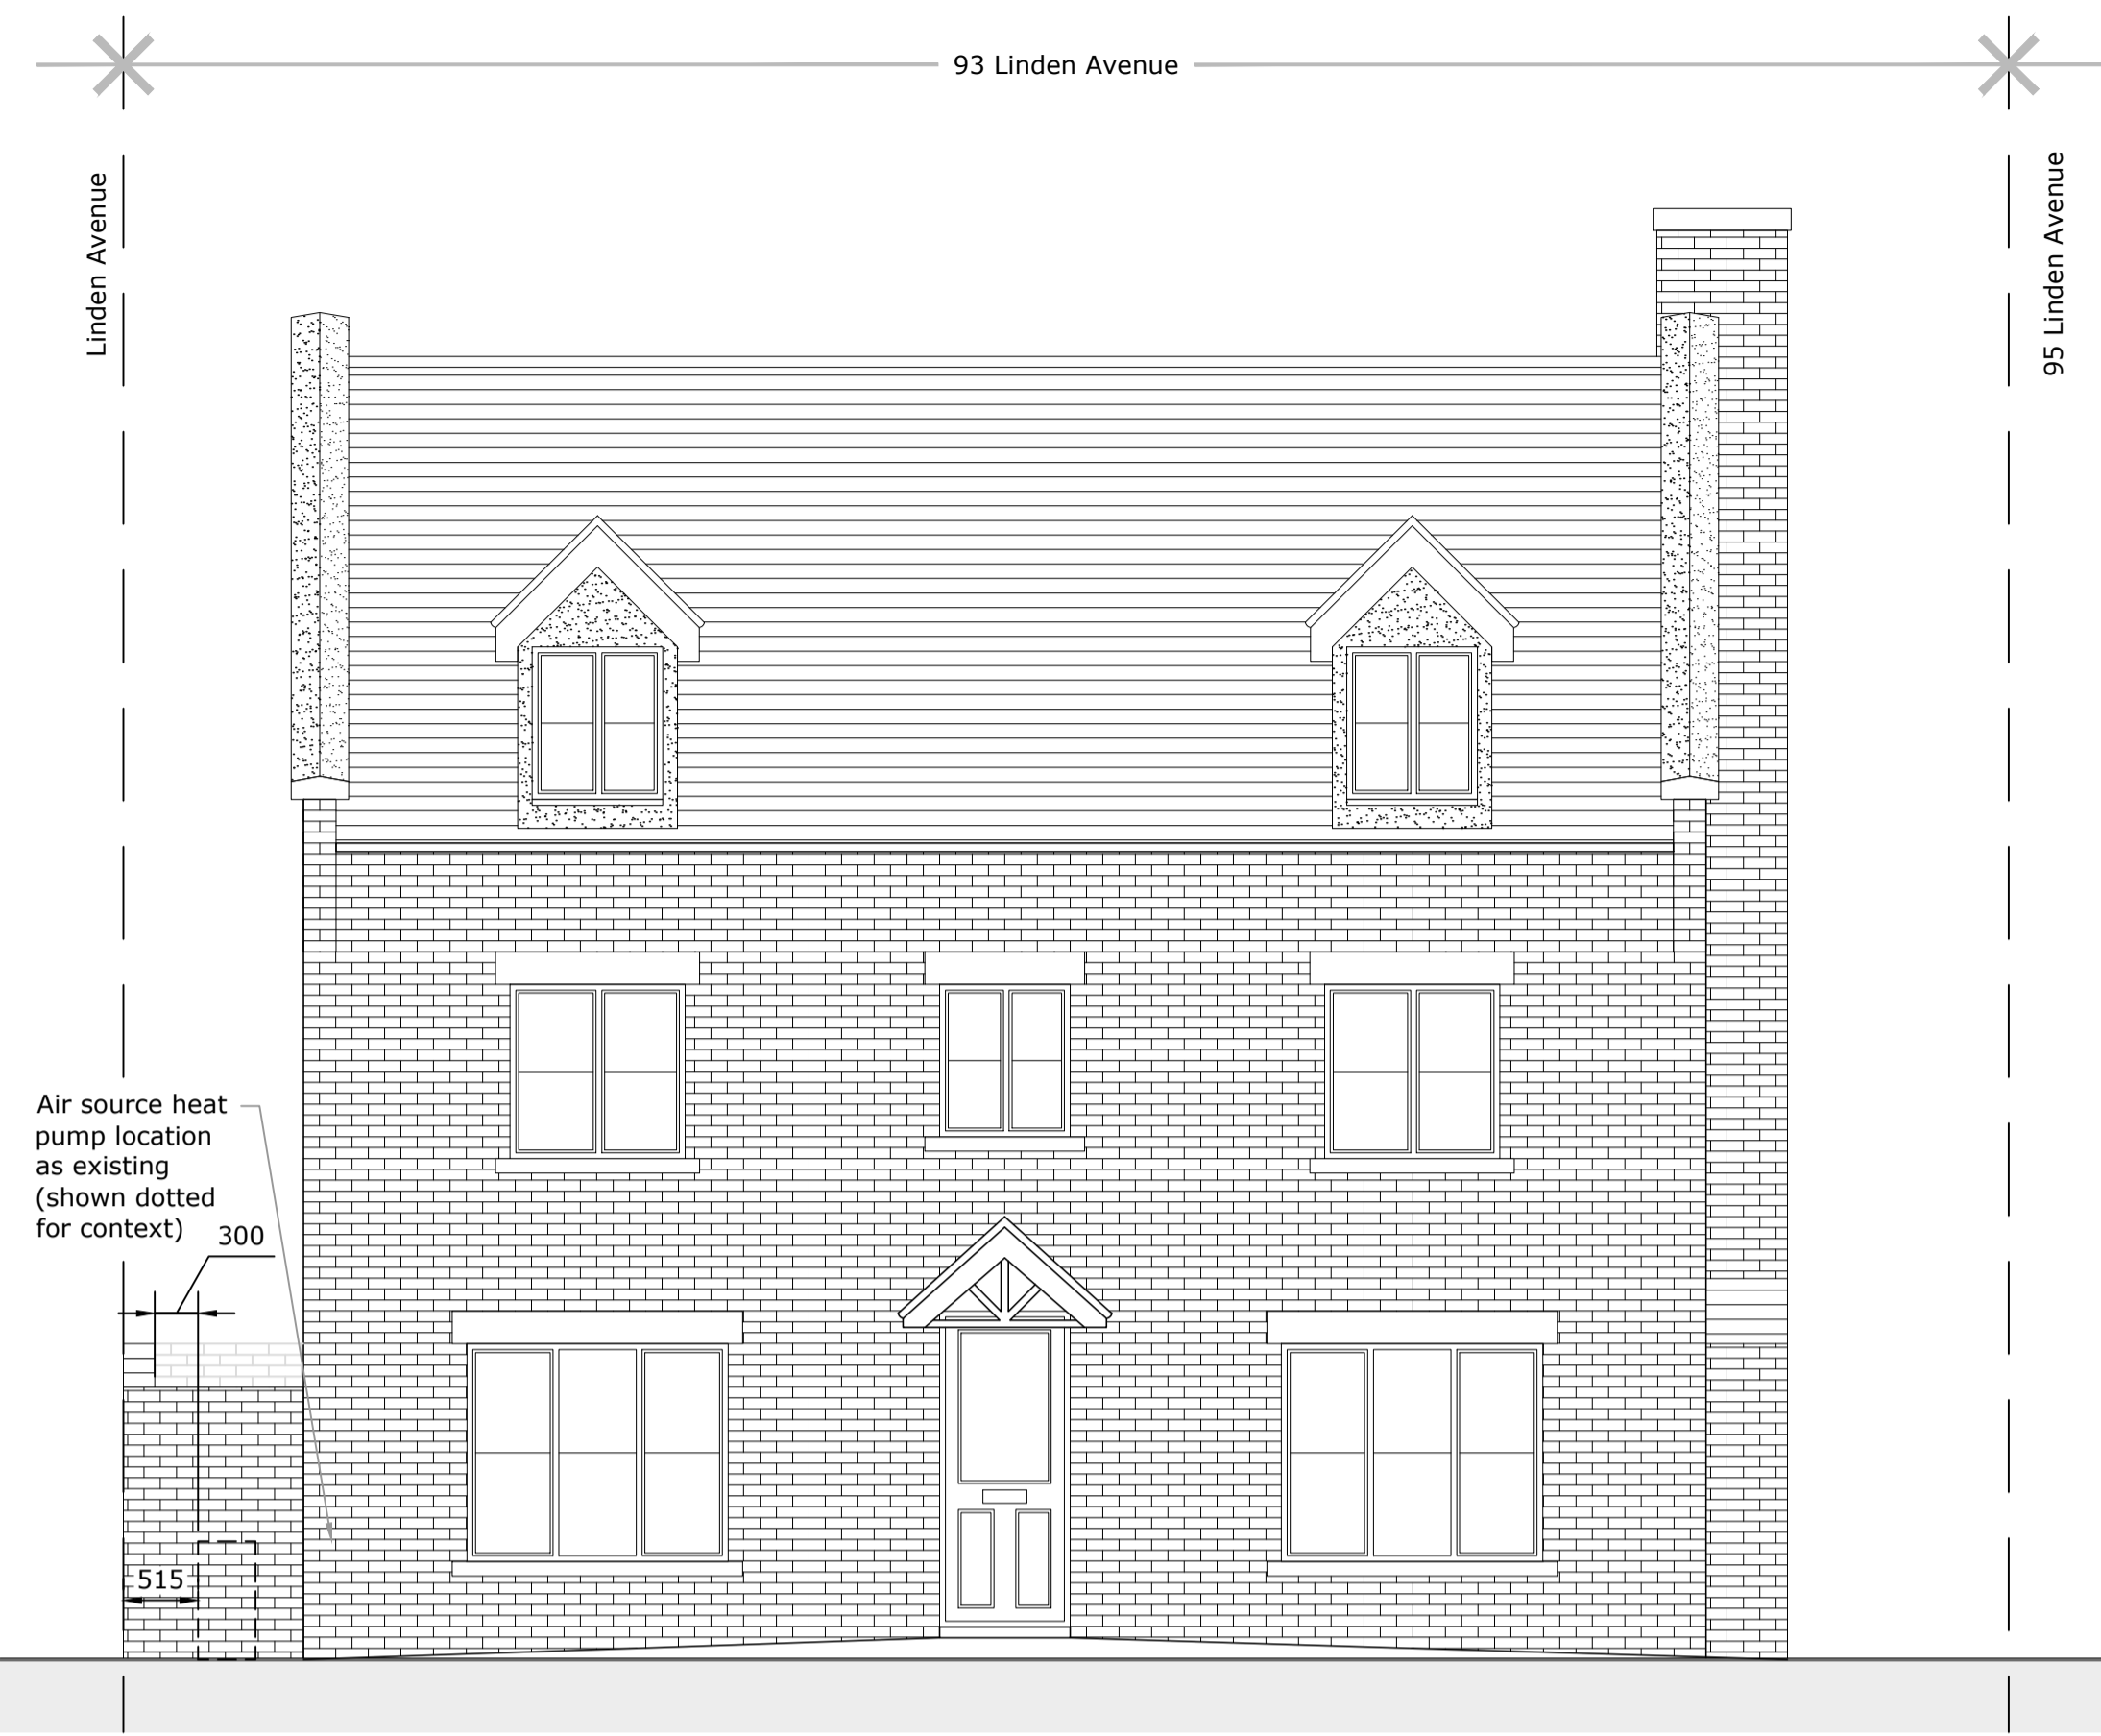 93 Linden Avenue
Linden Avenue
95 Linden Avenue
Air source heat
pump location
as existing
(shown dotted
for context)
300
515